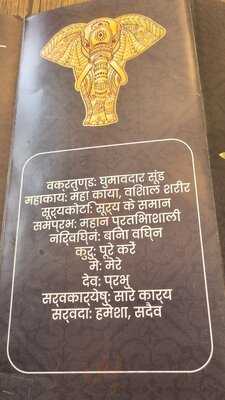 वक्रतुण्ड: घुमावदार सूंड
महाकाय: महा काया, विशाल शरीर
सूर्यकोटि: सूर्य के समान
समप्रभ: महान प्रतिभाशाली
निर्विघ्नं: बिना विघ्न
कुरु: पूरे करें
मे: मेरे
देव: प्रभु
सर्वकार्येषु: सारे कार्य
सर्वदा: हमेशा, सदैव